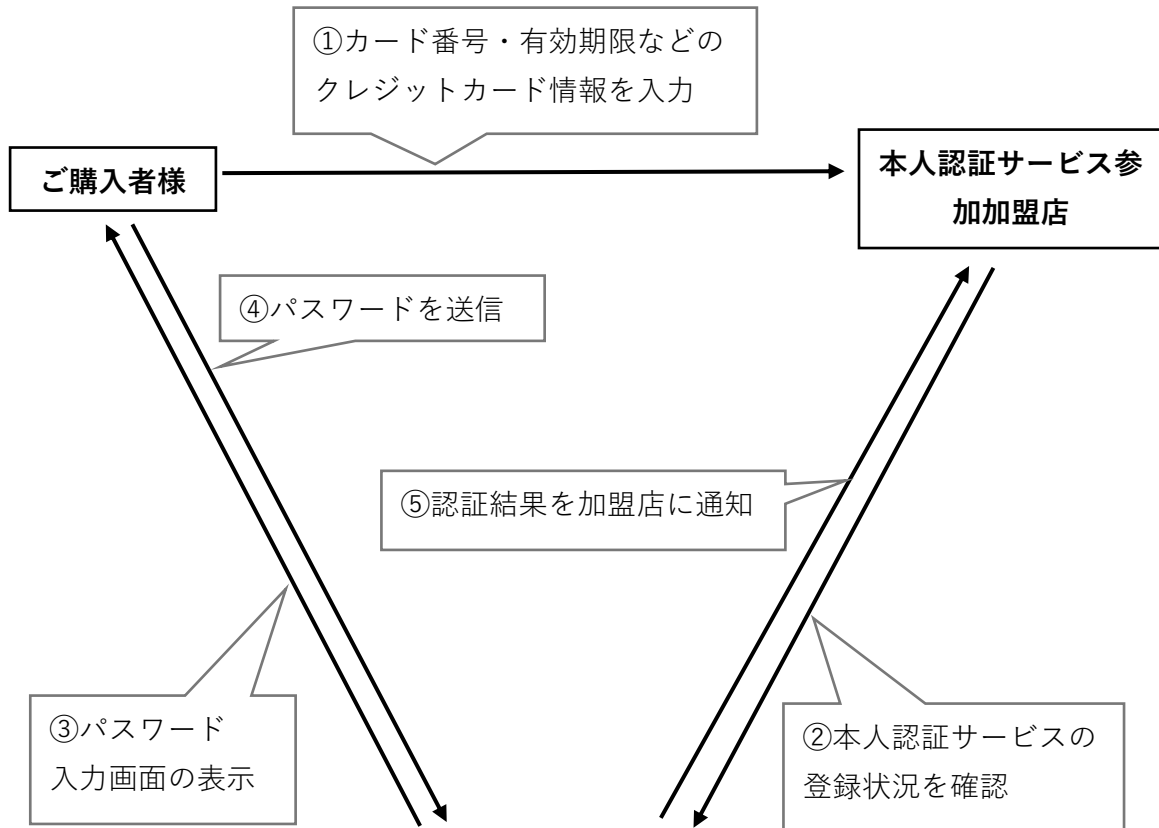 ①カード番号・有効期限などの
クレジットカード情報を入力
ご購入者様
本人認証サービス参
加加盟店
④パスワードを送信
⑤認証結果を加盟店に通知
③パスワード
入力画面の表示
②本人認証サービスの
登録状況を確認